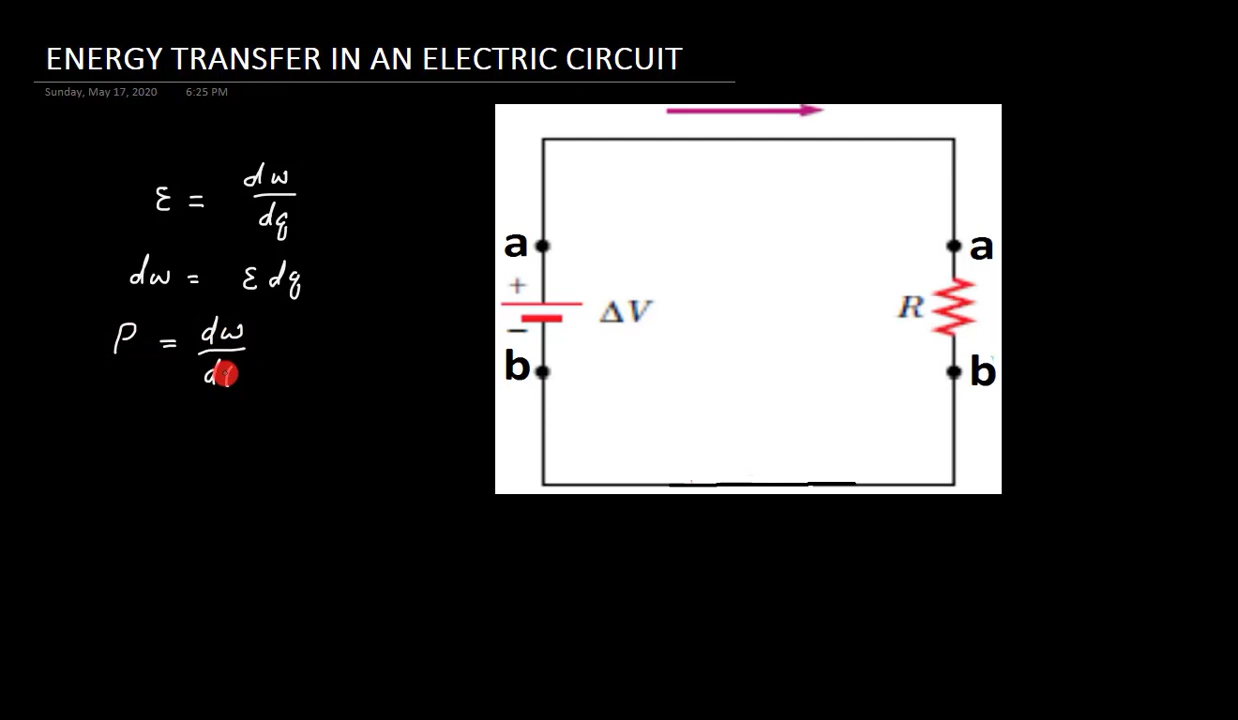 ENERGY TRANSFER IN AN ELECTRIC CIRCUIT
Sunday, May 17, 2020 6:25 PM
ε = dw/dq
dw = ε dq
P = dw/d
a
+
ΔV
−
b
a
R
b